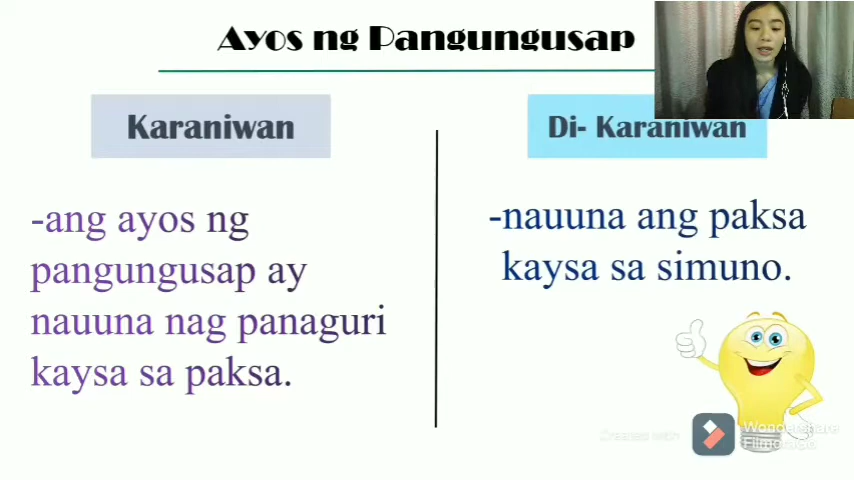 Ayos ng Pangungusap
Karaniwan
Di- Karaniwan
-ang ayos ng
pangungusap ay
nauuna nag panaguri
kaysa sa paksa.
-nauuna ang paksa
kaysa sa simuno.
Created with
Wondershare
Filmora